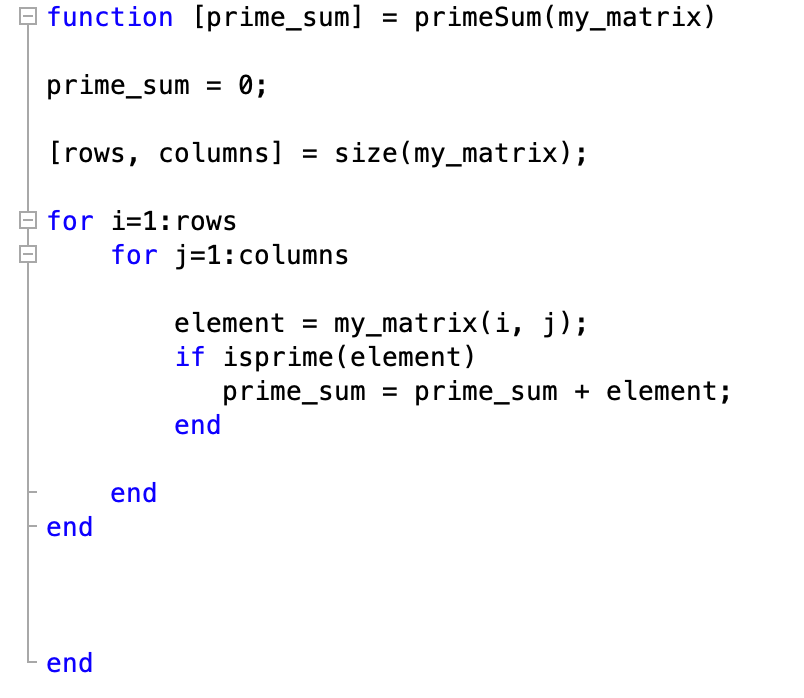 function [prime_sum] = primeSum(my_matrix)
prime_sum = 0;
[rows, columns] = size(my_matrix);
for i=1:rows
for j=1:columns
element = my_matrix(i, j);
if isprime(element)
prime_sum = prime_sum + element;
end
end
end
end